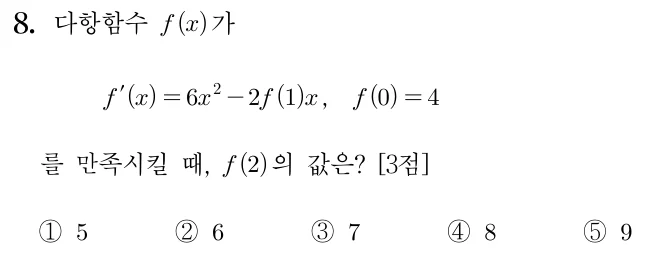 8. 다항함수 f(x)가
f′(x)=6x²−2f(1)x, f(0)=4
를 만족시킬 때, f(2)의 값은? [3점]
① 5 ② 6 ③ 7 ④ 8 ⑤ 9